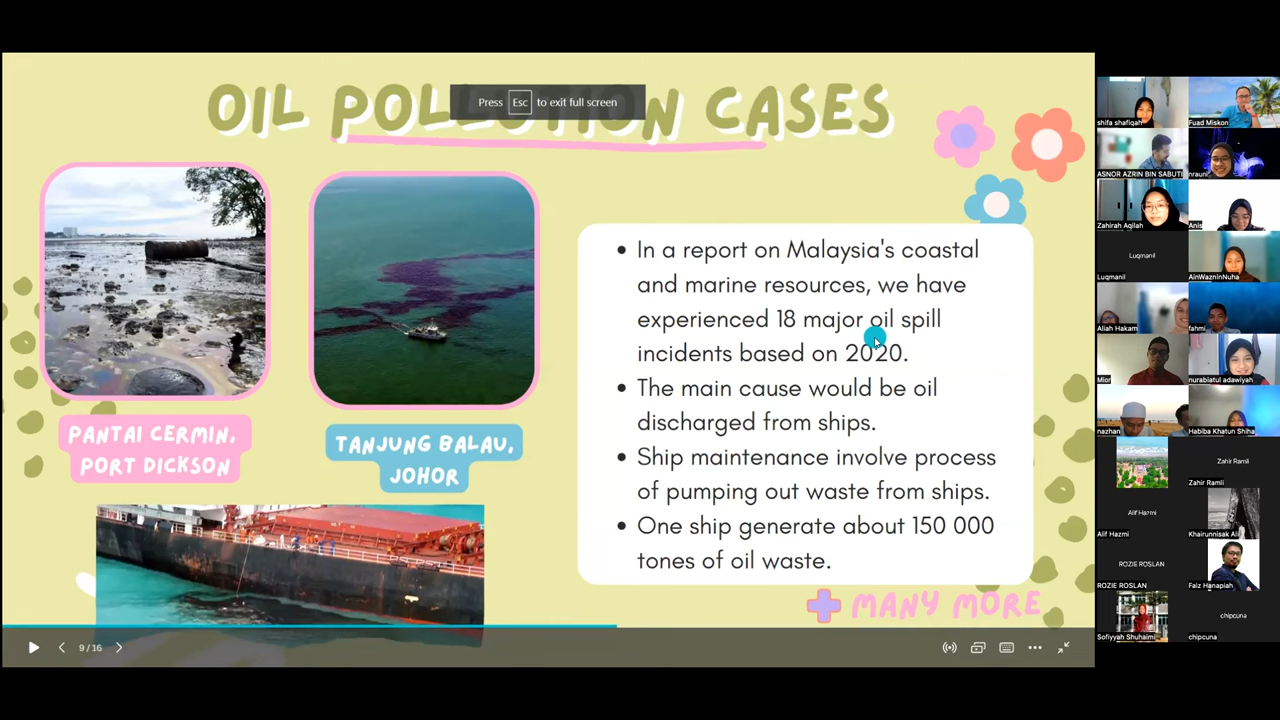 OIL POLLUTION CASES
Press Esc to exit full screen
In a report on Malaysia's coastal
and marine resources, we have
experienced 18 major oil spill
incidents based on 2020.
The main cause would be oil
discharged from ships.
Ship maintenance involve process
of pumping out waste from ships.
One ship generate about 150 000
tones of oil waste.
PANTAI CERMIN,
PORT DICKSON
TANJUNG BALAU,
JOHOR
MANY MORE
9 / 16
shifa shafiqah
Fuad Miskon
ASNOR AZRIN BIN SABUTI
nrauni
Zahirah Aqilah
Anis
Luqmanil
Luqmanil
AinWazninNuha
Aliah Hakam
fahmi
Mior
nurabiatul adawiyah
nazhan
Habiba Khatun Shiha
Zahir Ramli
Zahir Ramli
Alif Hazmi
Alif Hazmi
Khairunnisak Ali
ROZIE ROSLAN
ROZIE ROSLAN
Faiz Hanapiah
Sofiyyah Shuhaimi
chipcuna
chipcuna